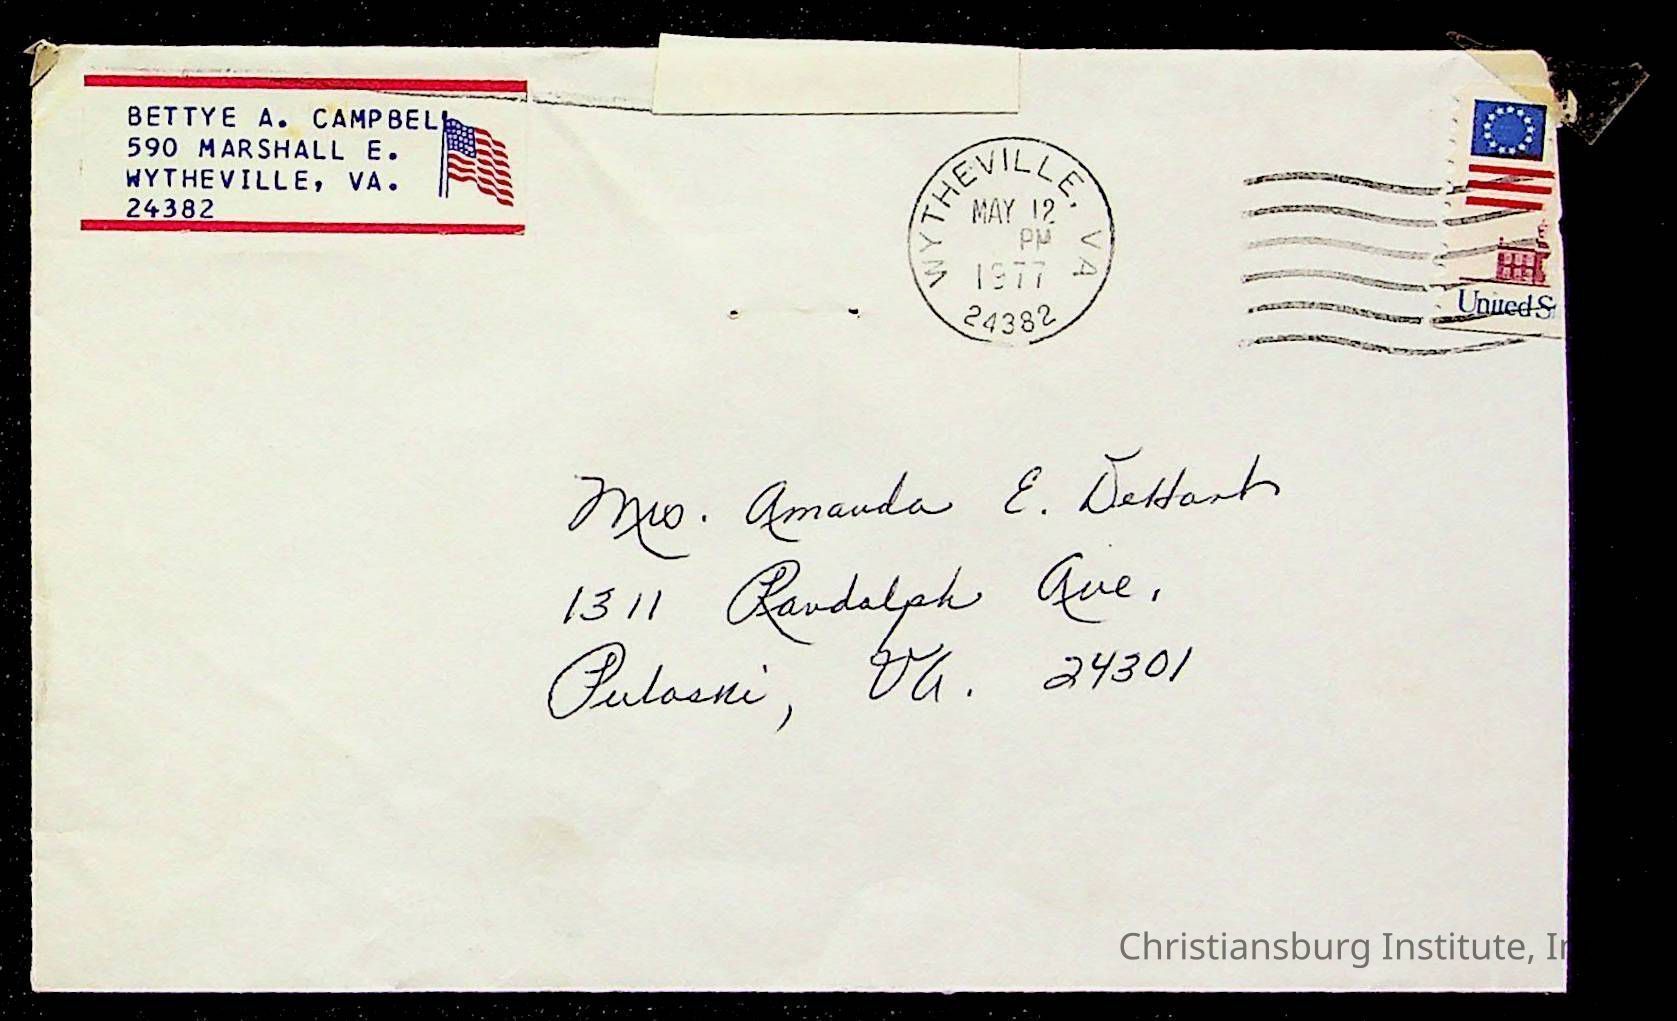 BETTYE A. CAMPBELL
590 MARSHALL E.
WYTHEVILLE, VA.
24382
WYTHEVILLE, VA
MAY 12
PM
1977
24382
United S
Mrs. Amanda E. DeHart
1311 Randolph Ave.
Pulaski, VA. 24301
Christiansburg Institute, In